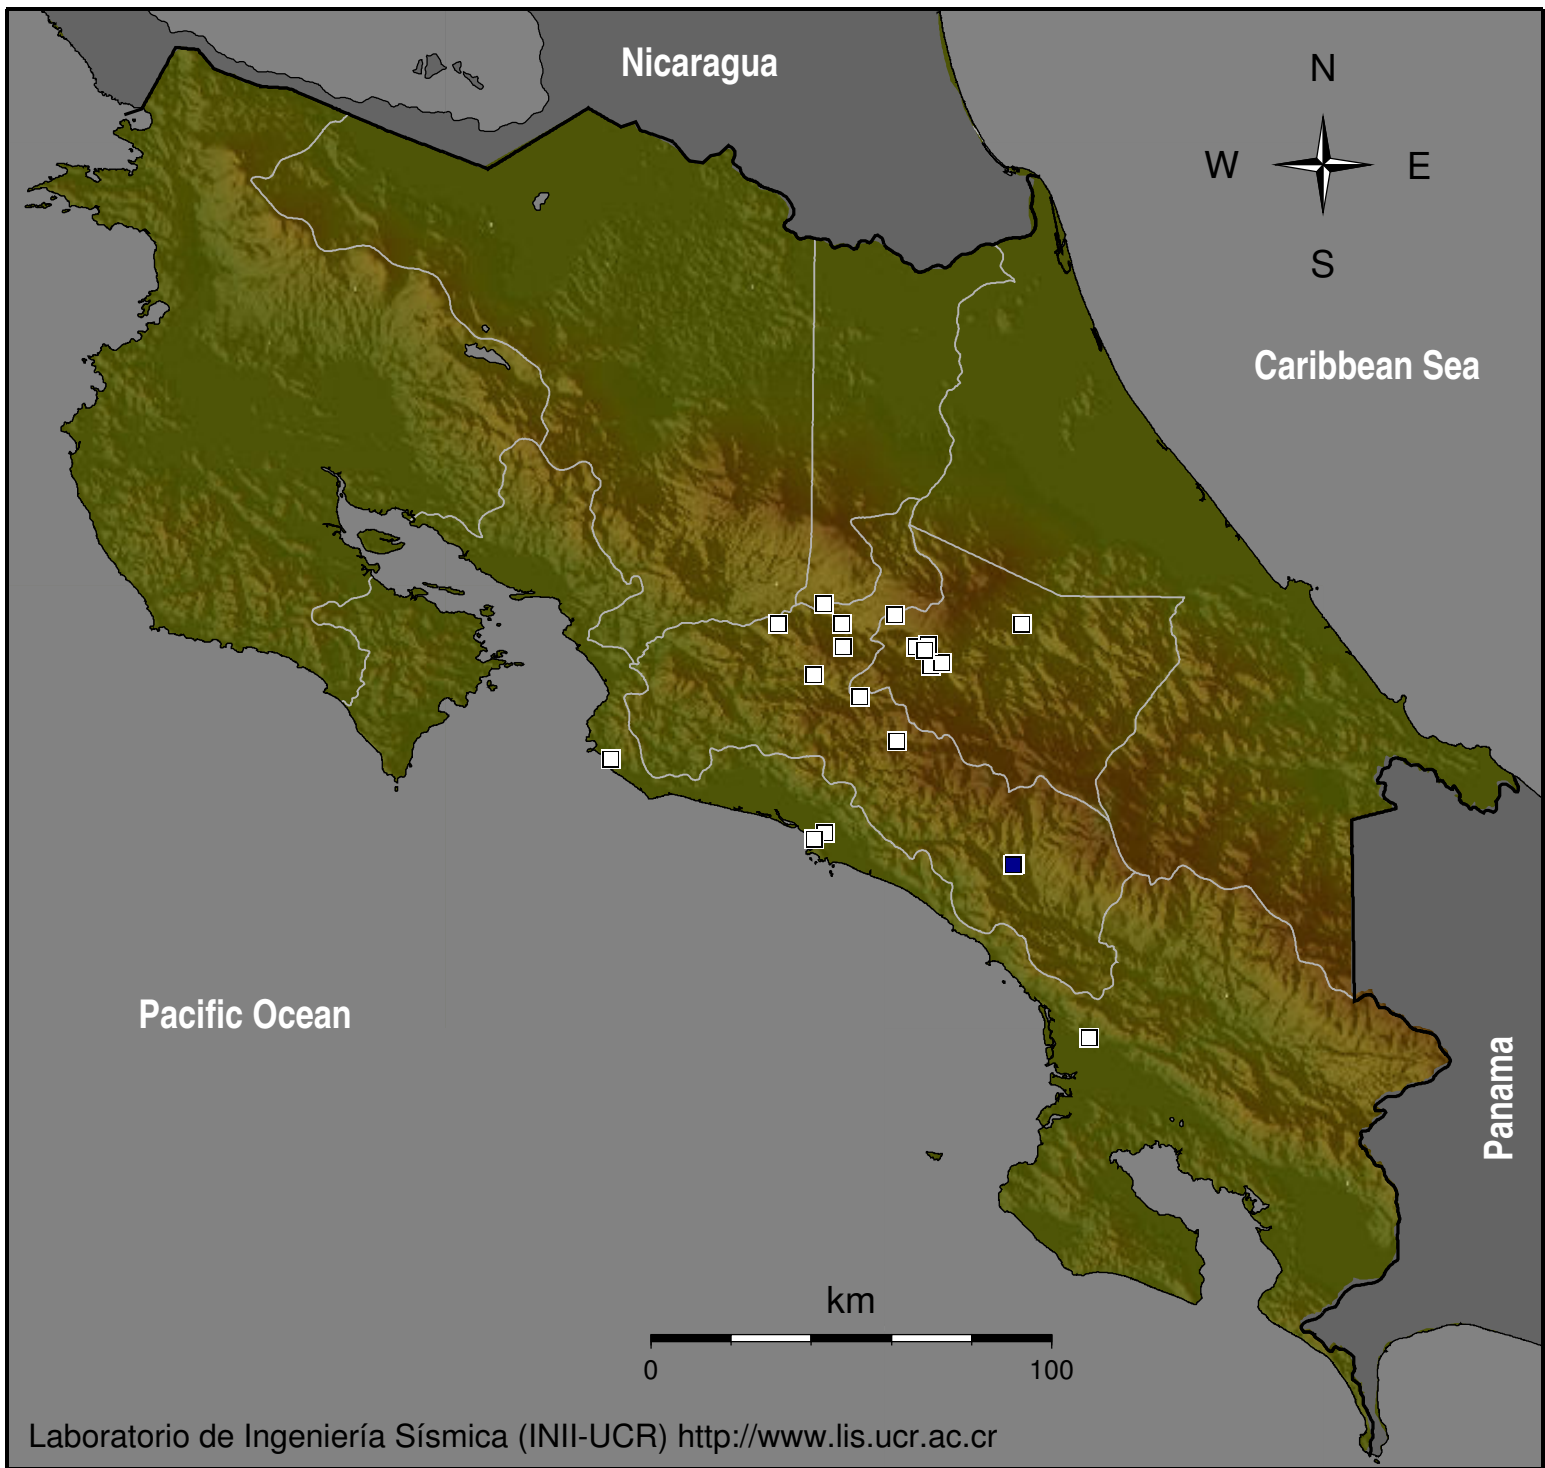 Nicaragua
N
W
E
S
Caribbean Sea
Pacific Ocean
Panama
km
0
100
Laboratorio de Ingeniería Sísmica (INII-UCR) http://www.lis.ucr.ac.cr